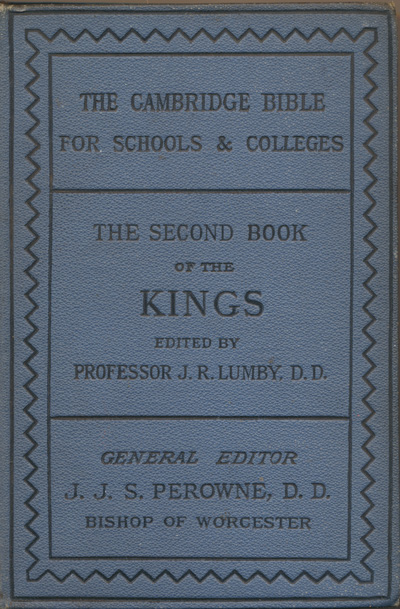 THE CAMBRIDGE BIBLE
FOR SCHOOLS & COLLEGES
THE SECOND BOOK
OF THE
KINGS
EDITED BY
PROFESSOR J. R. LUMBY, D. D.
GENERAL EDITOR
J. J. S. PEROWNE, D. D.
BISHOP OF WORCESTER